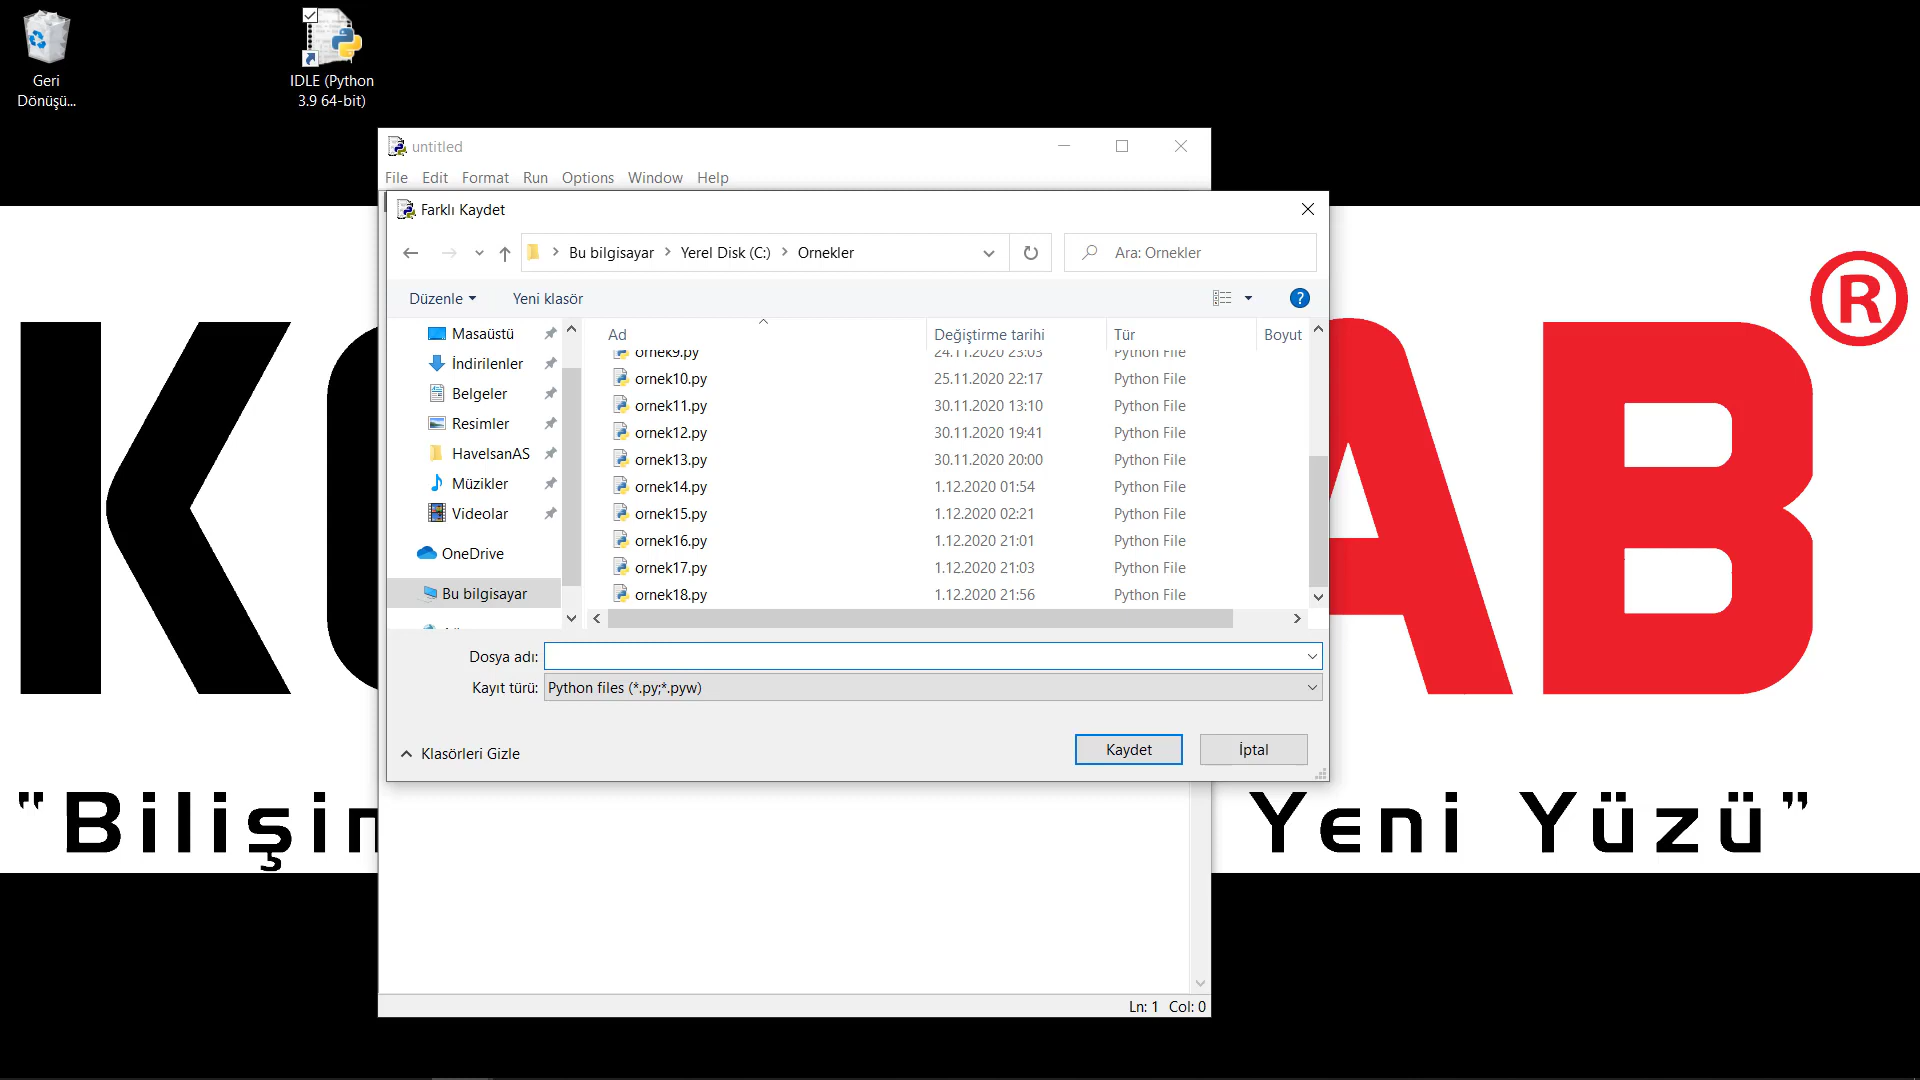 Geri
Dönüşü...
IDLE (Python
3.9 64-bit)
untitled
File Edit Format Run Options Window Help
Farklı Kaydet
Bu bilgisayar Yerel Disk (C:) Ornekler
Ara: Ornekler
Düzenle Yeni klasör
?
Masaüstü
İndirilenler
Belgeler
Resimler
HavelsanAS
Müzikler
Videolar
OneDrive
Bu bilgisayar
Ad Değiştirme tarihi Tür Boyut
ornek9.py 24.11.2020 23:03 Python File
ornek10.py 25.11.2020 22:17 Python File
ornek11.py 30.11.2020 13:10 Python File
ornek12.py 30.11.2020 19:41 Python File
ornek13.py 30.11.2020 20:00 Python File
ornek14.py 1.12.2020 01:54 Python File
ornek15.py 1.12.2020 02:21 Python File
ornek16.py 1.12.2020 21:01 Python File
ornek17.py 1.12.2020 21:03 Python File
ornek18.py 1.12.2020 21:56 Python File
Dosya adı:
Kayıt türü: Python files (*.py;*.pyw)
Klasörleri Gizle
Kaydet İptal
K AB ®
"Bilişim Yeni Yüzü"
Ln: 1 Col: 0